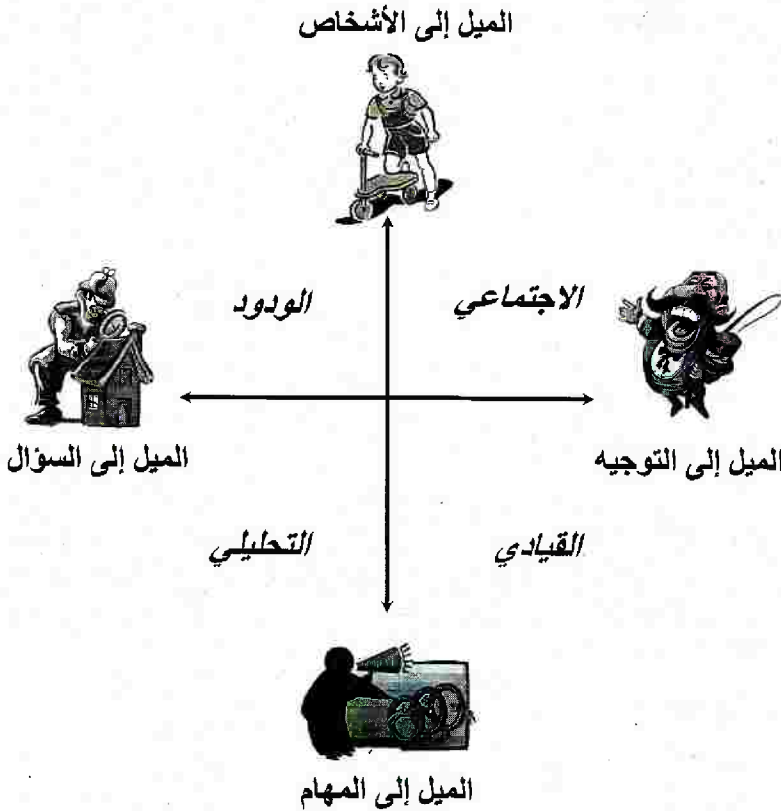 الميل إلى الأشخاص
الاجتماعي
الودود
الميل إلى التوجيه
الميل إلى السؤال
القيادي
التحليلي
الميل إلى المهام